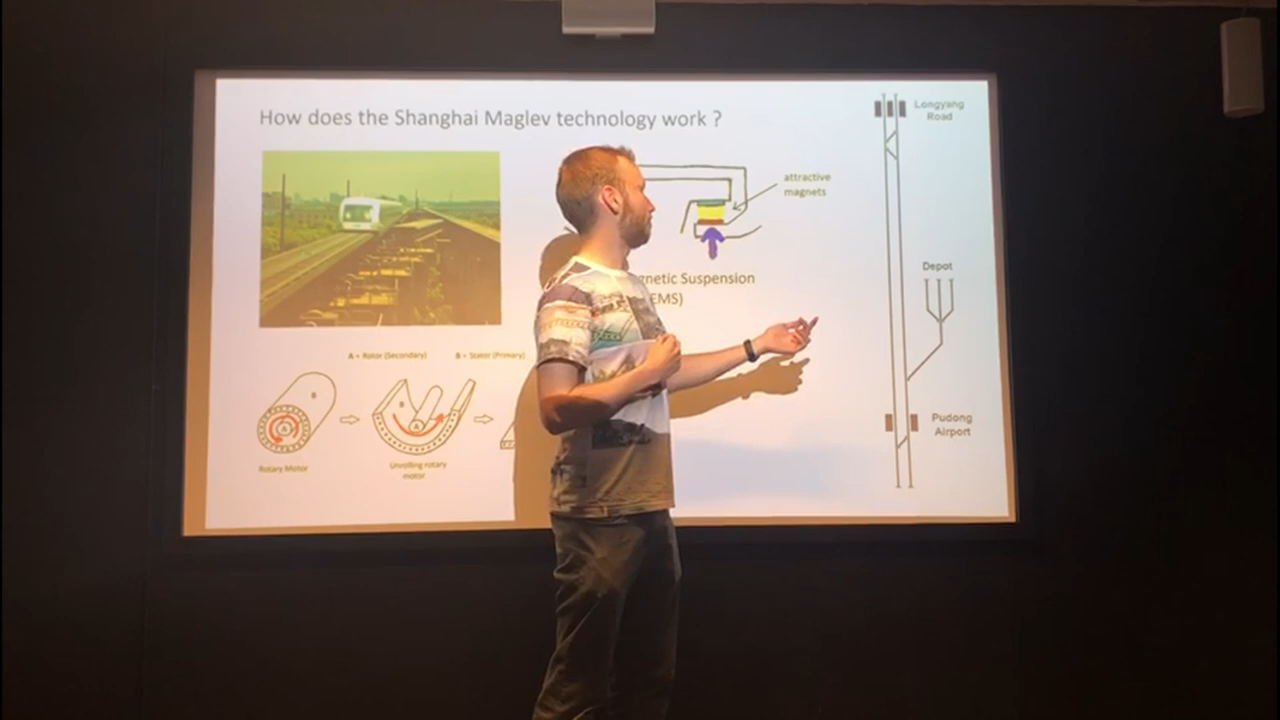 How does the Shanghai Maglev technology work ?
Longyang
Road
attractive
magnets
Depot
gnetic Suspension
EMS)
A = Rotor (Secondary)
B = Stator (Primary)
B
A
B
A
Pudong
Airport
Rotary Motor
Unrolling rotary
motor